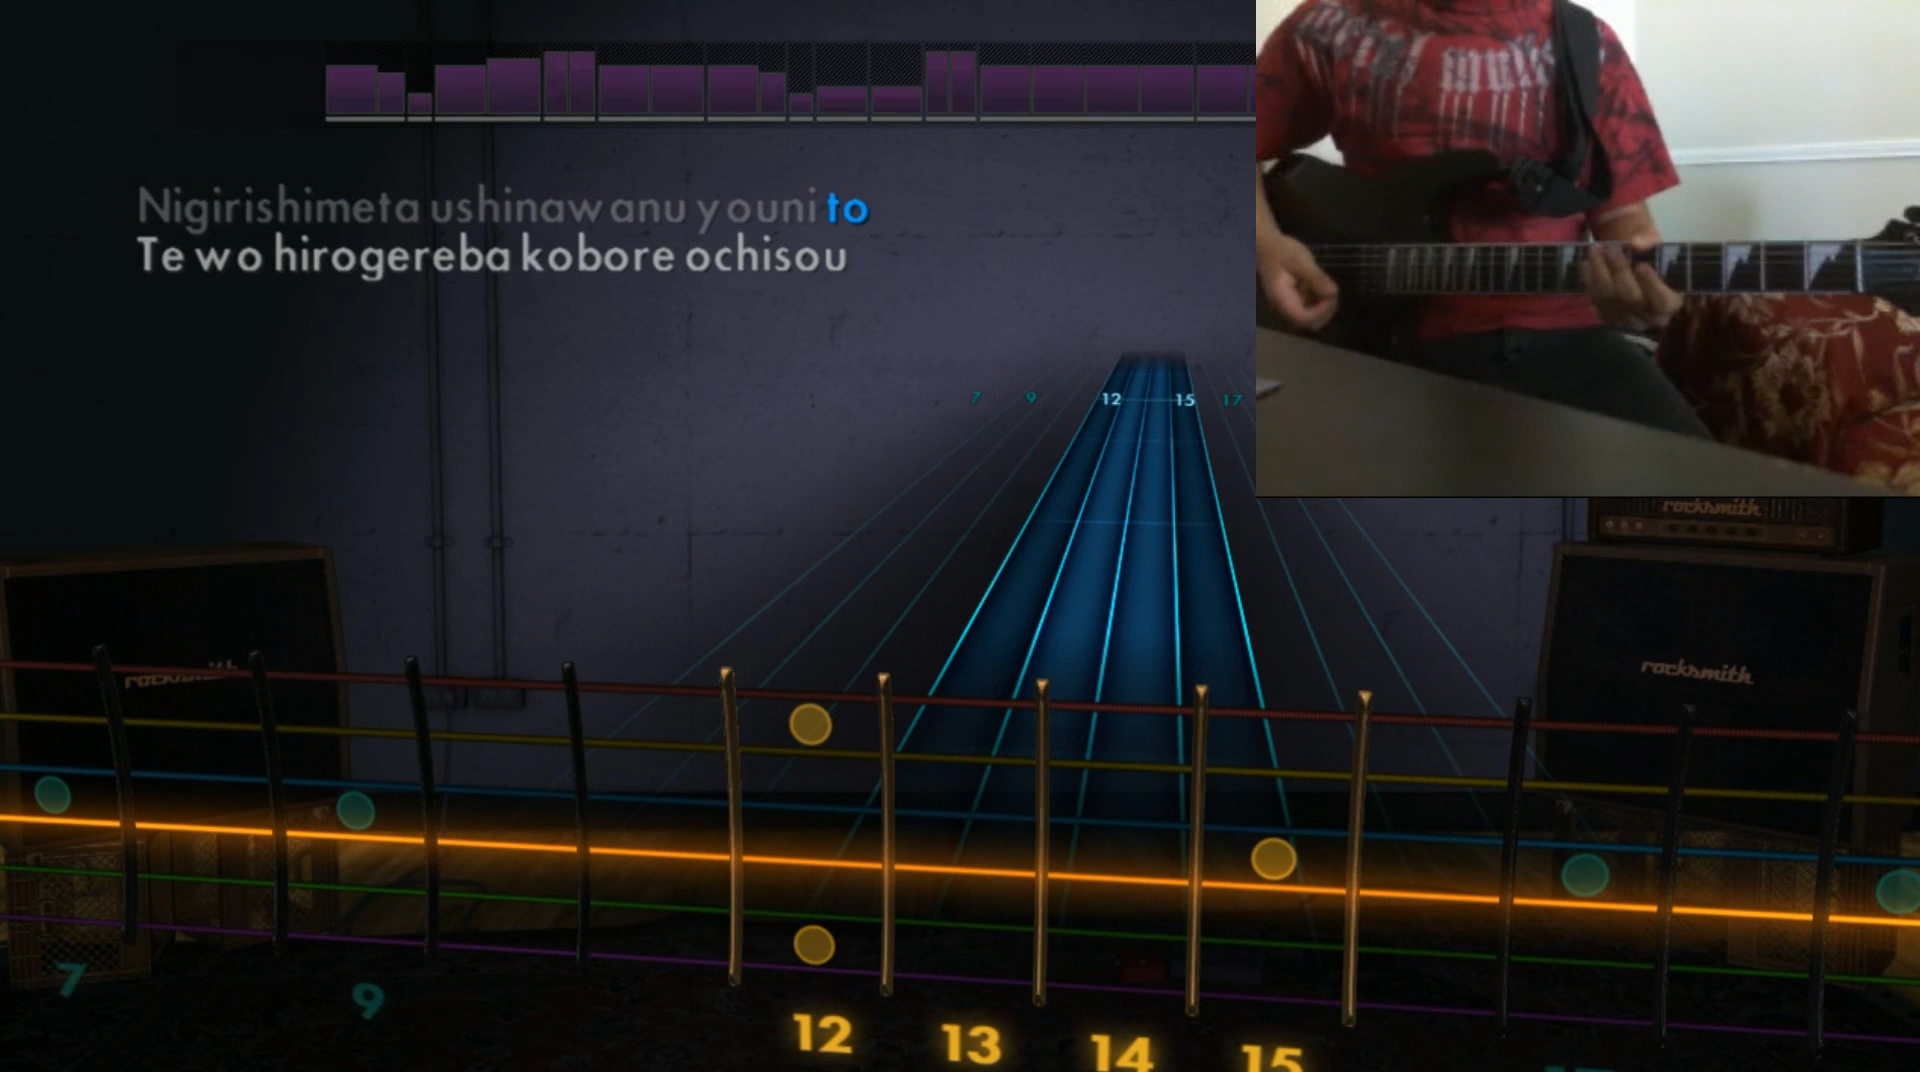 Nigirishimeta ushinawanu youni to
Te wo hirogereba kobore ochisou
7 9 12 15 17
rocksmith
rocksmith
rocksmith
7 9 12 13 14 15